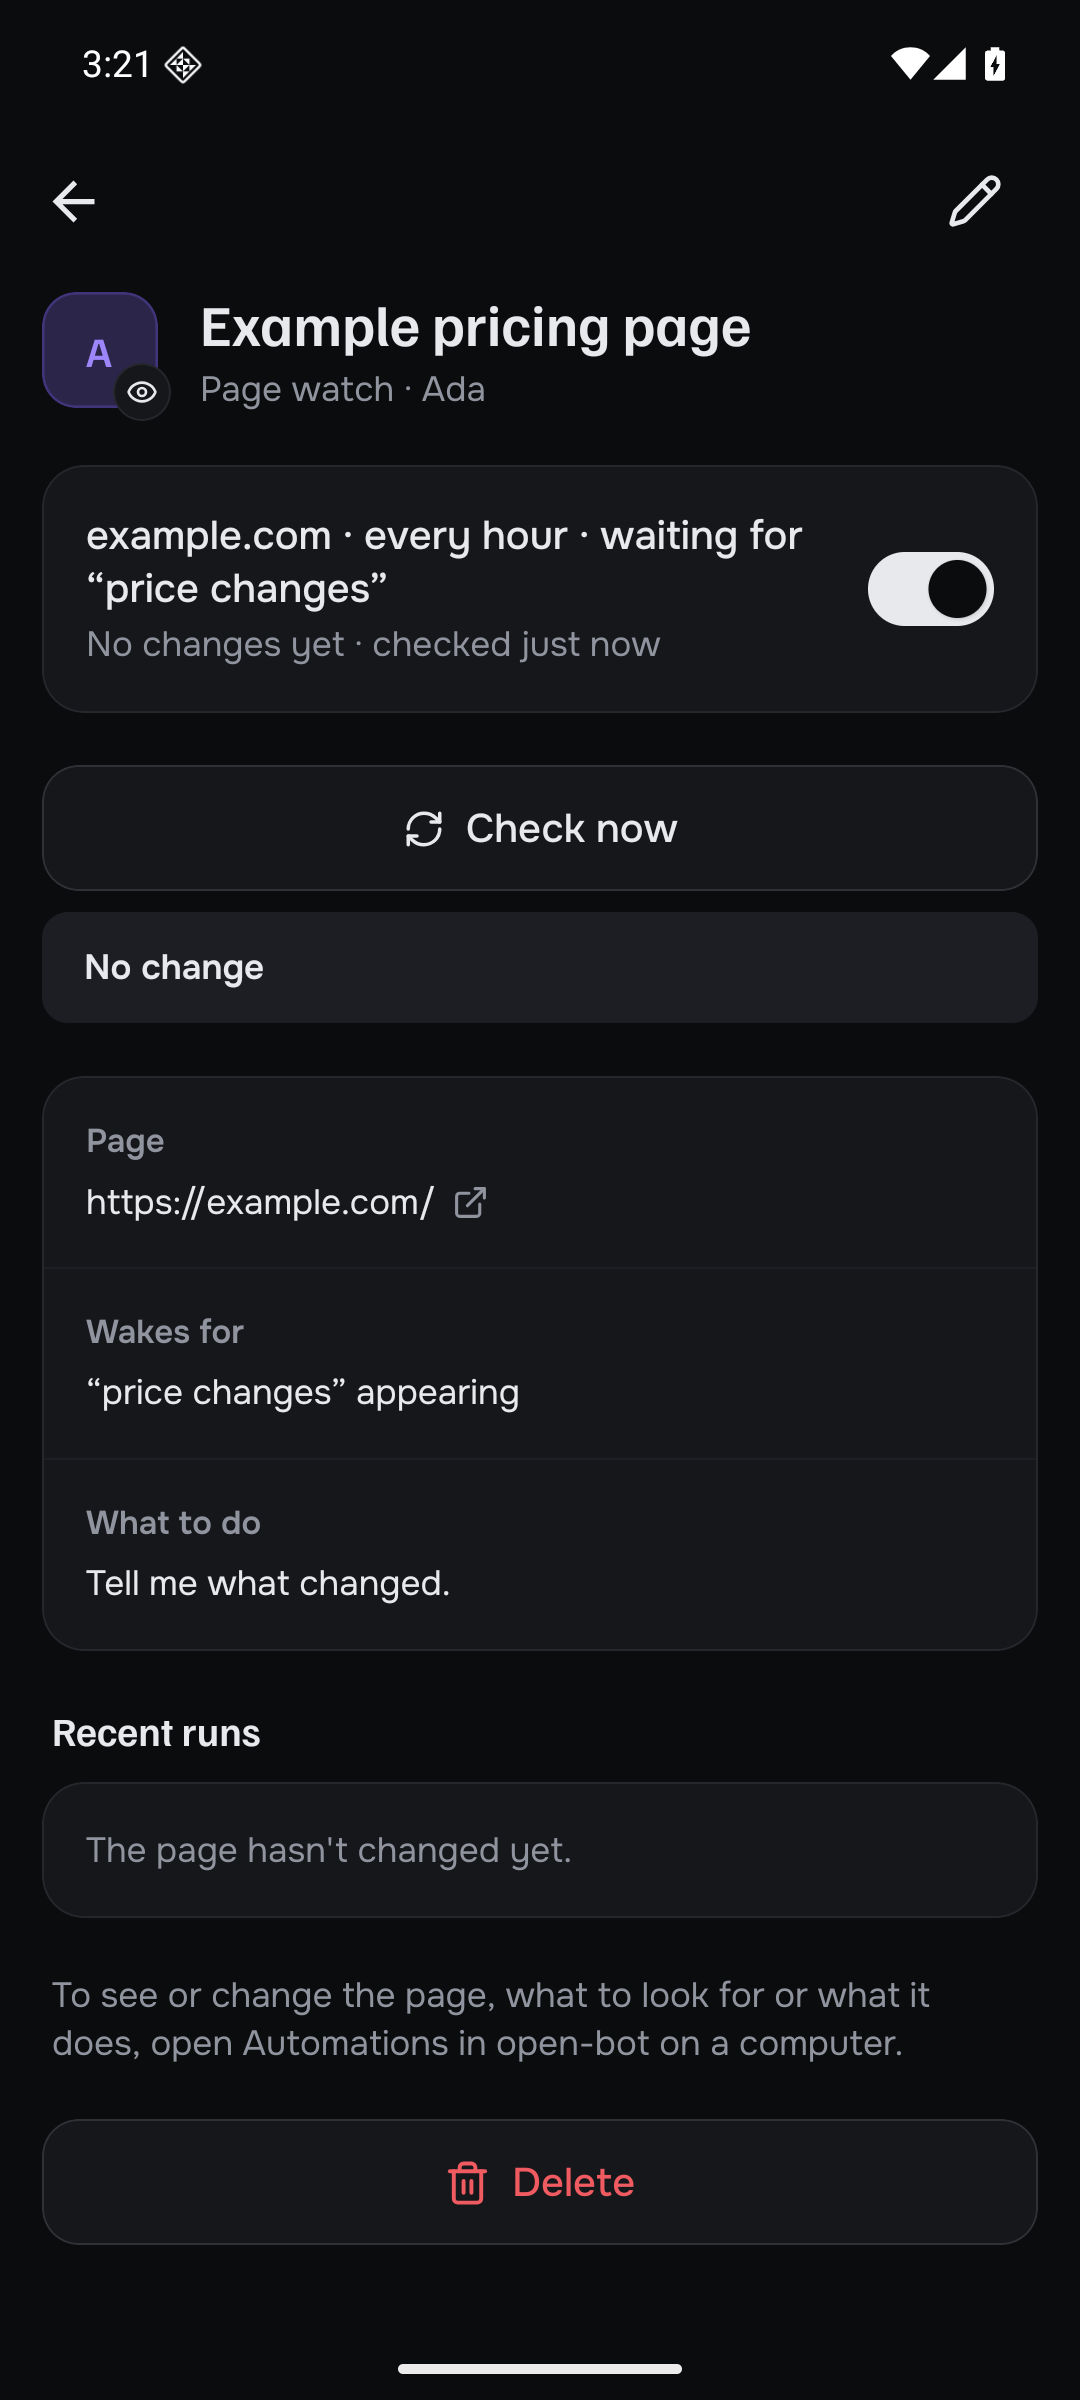 3:21
Example pricing page
A
Page watch · Ada
example.com · every hour · waiting for
“price changes”
No changes yet · checked just now
Check now
No change
Page
https://example.com/
Wakes for
“price changes” appearing
What to do
Tell me what changed.
Recent runs
The page hasn't changed yet.
To see or change the page, what to look for or what it
does, open Automations in open-bot on a computer.
Delete